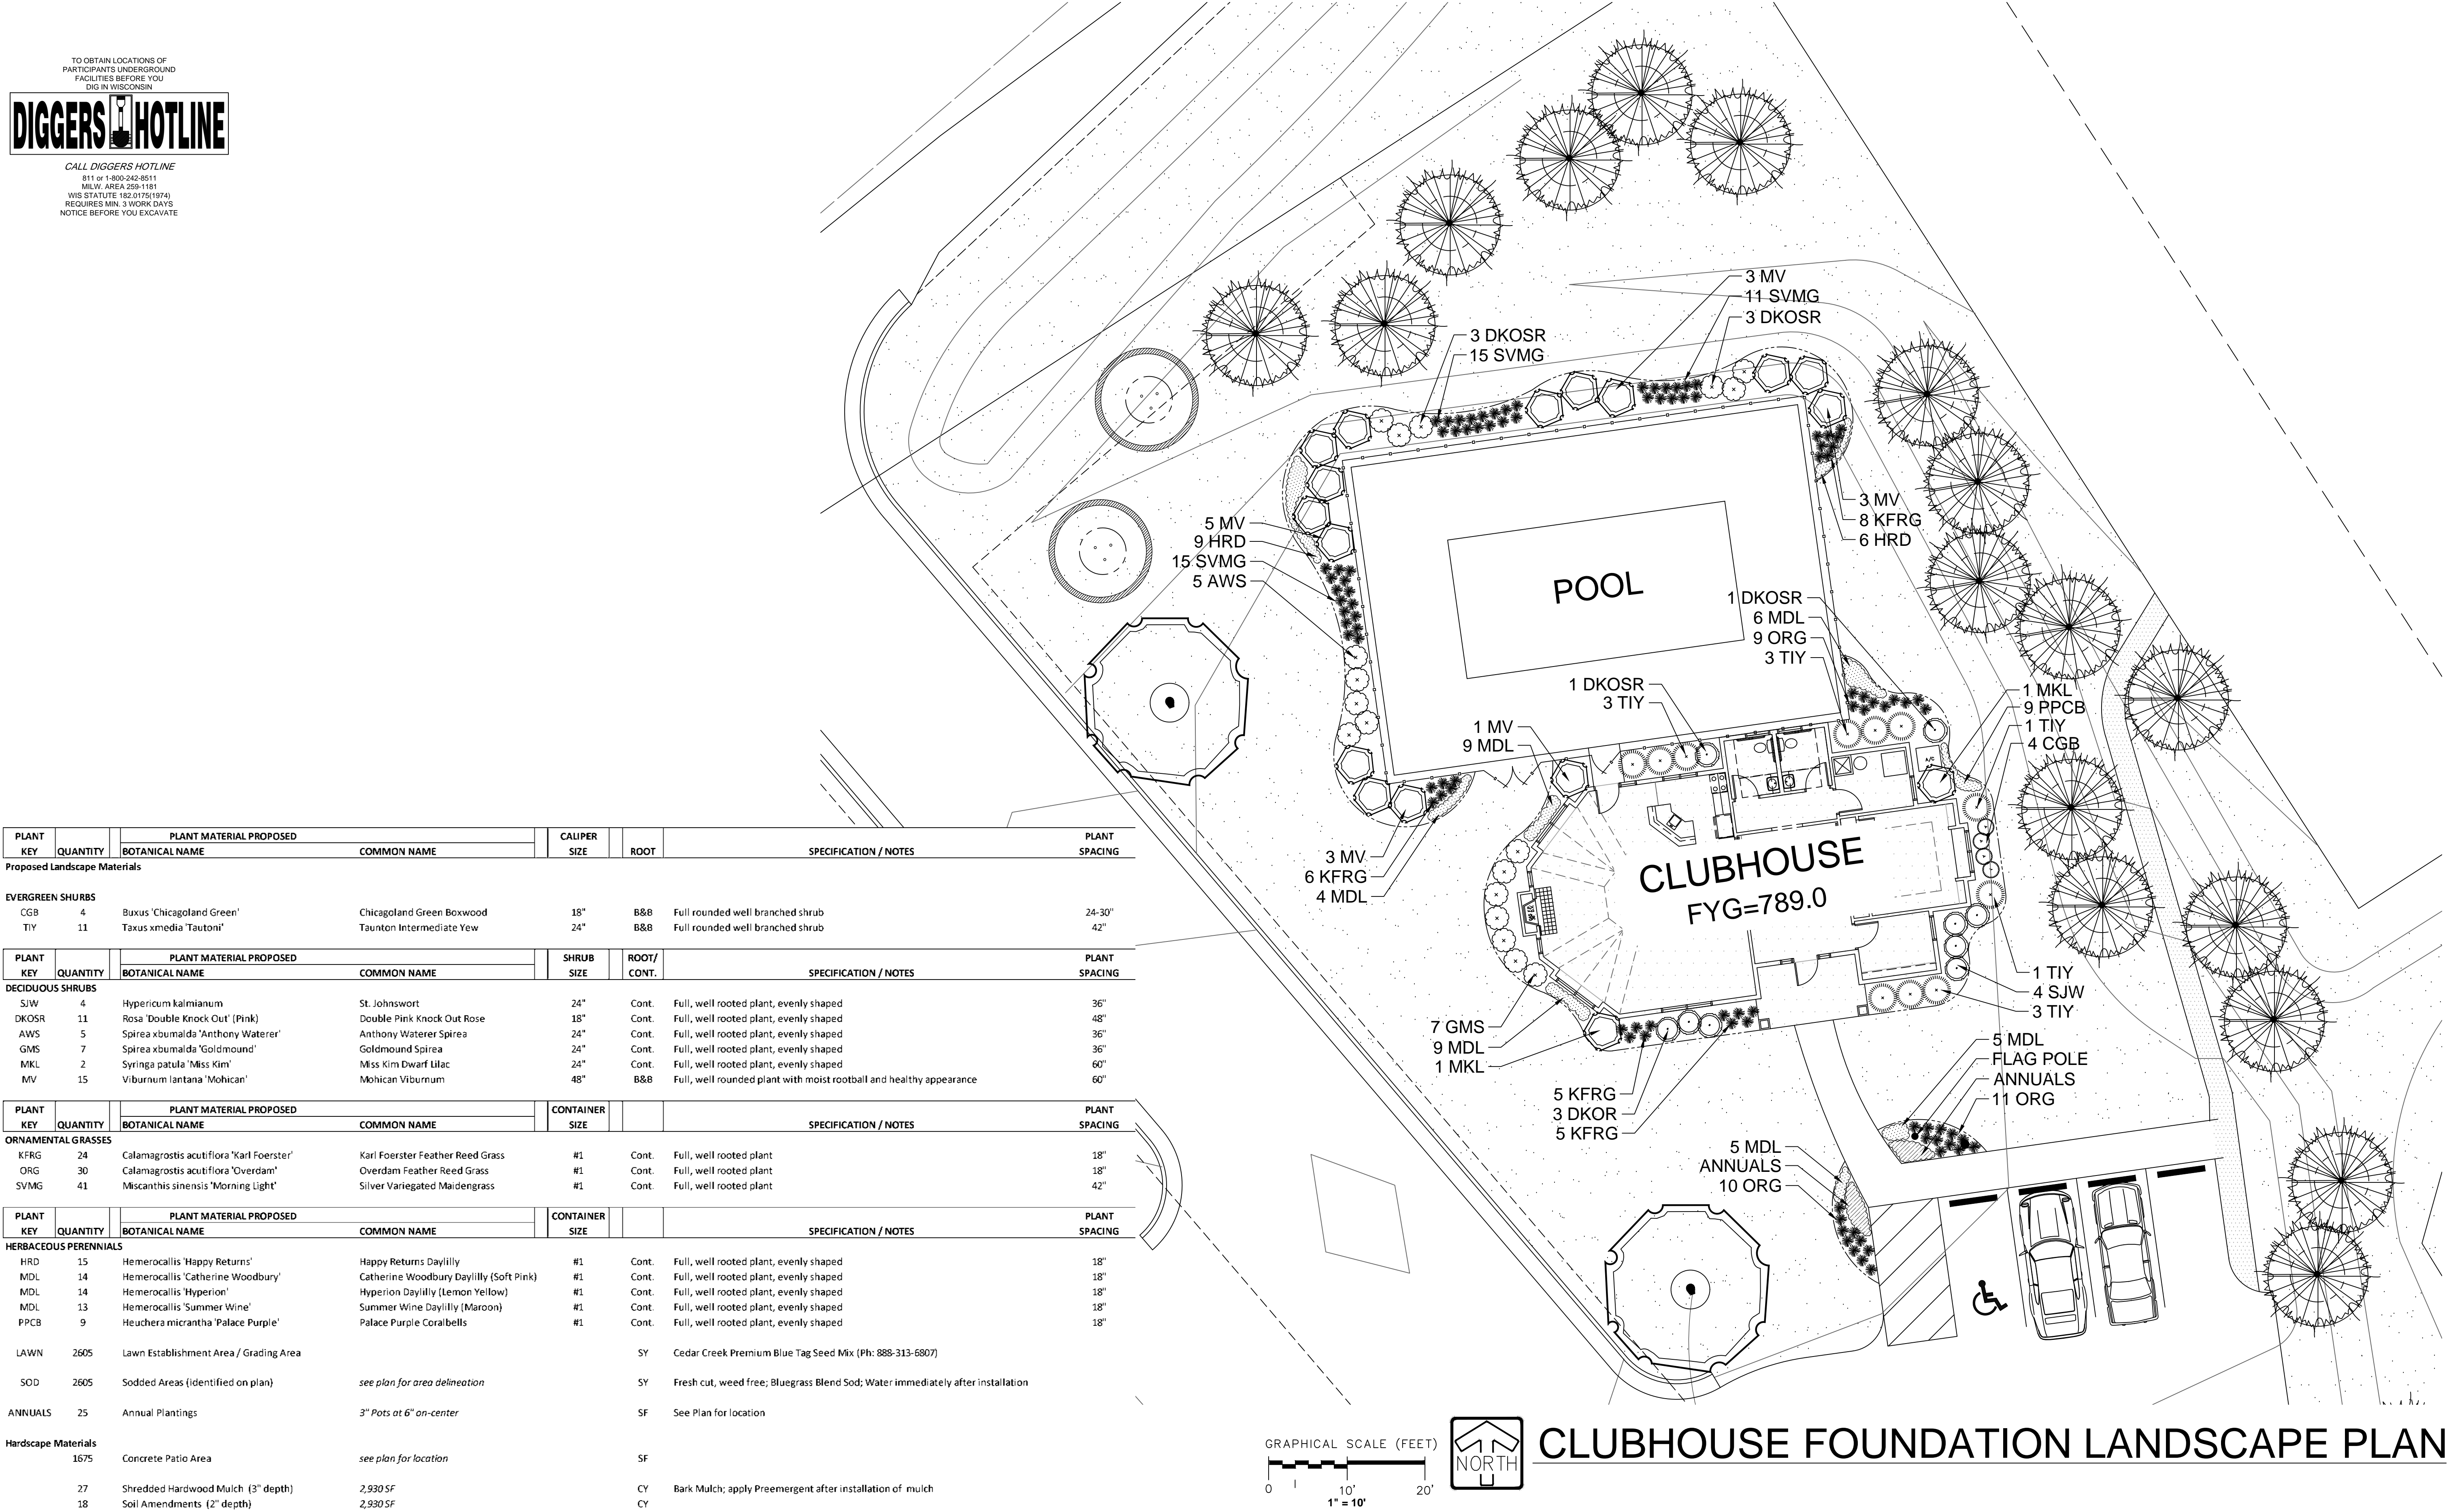 TO OBTAIN LOCATIONS OF
PARTICIPANTS UNDERGROUND
FACILITIES BEFORE YOU
DIG IN WISCONSIN
DIGGERS HOTLINE
CALL DIGGERS HOTLINE
811 or 1-800-242-8511
MILW. AREA 259-1181
WIS STATUTE 182.0175(1974)
REQUIRES MIN. 3 WORK DAYS
NOTICE BEFORE YOU EXCAVATE
3 MV
11 SVMG
3 DKOSR
3 DKOSR
15 SVMG
5 MV
9 HRD
15 SVMG
5 AWS
3 MV
8 KFRG
6 HRD
POOL
1 DKOSR
6 MDL
9 ORG
3 TIY
1 DKOSR
3 TIY
1 MV
9 MDL
1 MKL
9 PPCB
1 TIY
4 CGB
A/C
3 MV
6 KFRG
4 MDL
CLUBHOUSE
FYG=789.0
7 GMS
9 MDL
1 MKL
1 TIY
4 SJW
3 TIY
5 KFRG
3 DKOR
5 KFRG
5 MDL
FLAG POLE
ANNUALS
11 ORG
5 MDL
ANNUALS
10 ORG
PLANT PLANT MATERIAL PROPOSED CALIPER PLANT
KEY QUANTITY BOTANICAL NAME COMMON NAME SIZE ROOT SPECIFICATION / NOTES SPACING
Proposed Landscape Materials
EVERGREEN SHURBS
CGB 4 Buxus 'Chicagoland Green' Chicagoland Green Boxwood 18" B&B Full rounded well branched shrub 24-30"
TIY 11 Taxus xmedia 'Tautoni' Taunton Intermediate Yew 24" B&B Full rounded well branched shrub 42"
PLANT PLANT MATERIAL PROPOSED SHRUB ROOT/ PLANT
KEY QUANTITY BOTANICAL NAME COMMON NAME SIZE CONT. SPECIFICATION / NOTES SPACING
DECIDUOUS SHRUBS
SJW 4 Hypericum kalmianum St. Johnswort 24" Cont. Full, well rooted plant, evenly shaped 36"
DKOSR 11 Rosa 'Double Knock Out' (Pink) Double Pink Knock Out Rose 18" Cont. Full, well rooted plant, evenly shaped 48"
AWS 5 Spirea xbumalda 'Anthony Waterer' Anthony Waterer Spirea 24" Cont. Full, well rooted plant, evenly shaped 36"
GMS 7 Spirea xbumalda 'Goldmound' Goldmound Spirea 24" Cont. Full, well rooted plant, evenly shaped 36"
MKL 2 Syringa patula 'Miss Kim' Miss Kim Dwarf Lilac 24" Cont. Full, well rooted plant, evenly shaped 60"
MV 15 Viburnum lantana 'Mohican' Mohican Viburnum 48" B&B Full, well rounded plant with moist rootball and healthy appearance 60"
PLANT PLANT MATERIAL PROPOSED CONTAINER PLANT
KEY QUANTITY BOTANICAL NAME COMMON NAME SIZE SPECIFICATION / NOTES SPACING
ORNAMENTAL GRASSES
KFRG 24 Calamagrostis acutiflora 'Karl Foerster' Karl Foerster Feather Reed Grass #1 Cont. Full, well rooted plant 18"
ORG 30 Calamagrostis acutiflora 'Overdam' Overdam Feather Reed Grass #1 Cont. Full, well rooted plant 18"
SVMG 41 Miscanthis sinensis 'Morning Light' Silver Variegated Maidengrass #1 Cont. Full, well rooted plant 42"
PLANT PLANT MATERIAL PROPOSED CONTAINER PLANT
KEY QUANTITY BOTANICAL NAME COMMON NAME SIZE SPECIFICATION / NOTES SPACING
HERBACEOUS PERENNIALS
HRD 15 Hemerocallis 'Happy Returns' Happy Returns Daylilly #1 Cont. Full, well rooted plant, evenly shaped 18"
MDL 14 Hemerocallis 'Catherine Woodbury' Catherine Woodbury Daylilly (Soft Pink) #1 Cont. Full, well rooted plant, evenly shaped 18"
MDL 14 Hemerocallis 'Hyperion' Hyperion Daylilly (Lemon Yellow) #1 Cont. Full, well rooted plant, evenly shaped 18"
MDL 13 Hemerocallis 'Summer Wine' Summer Wine Daylilly (Maroon) #1 Cont. Full, well rooted plant, evenly shaped 18"
PPCB 9 Heuchera micrantha 'Palace Purple' Palace Purple Coralbells #1 Cont. Full, well rooted plant, evenly shaped 18"
LAWN 2605 Lawn Establishment Area / Grading Area SY Cedar Creek Premium Blue Tag Seed Mix (Ph: 888-313-6807)
SOD 2605 Sodded Areas (identified on plan) see plan for area delineation SY Fresh cut, weed free; Bluegrass Blend Sod; Water immediately after installation
ANNUALS 25 Annual Plantings 3" Pots at 6" on-center SF See Plan for location
Hardscape Materials
1675 Concrete Patio Area see plan for location SF
27 Shredded Hardwood Mulch (3" depth) 2,930 SF CY Bark Mulch; apply Preemergent after installation of mulch
18 Soil Amendments (2" depth) 2,930 SF CY
GRAPHICAL SCALE (FEET)
0 10' 20'
1" = 10'
NORTH
CLUBHOUSE FOUNDATION LANDSCAPE PLAN